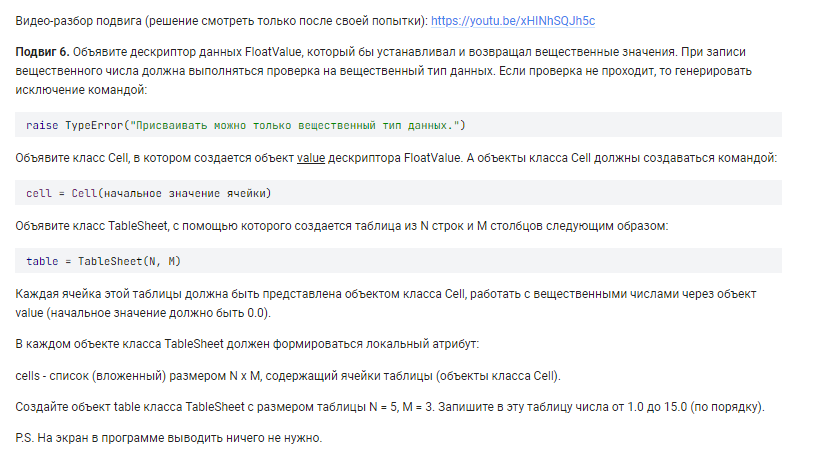 Видео-разбор подвига (решение смотреть только после своей попытки): https://youtu.be/xHINhSQJh5c
Подвиг 6. Объявите дескриптор данных FloatValue, который бы устанавливал и возвращал вещественные значения. При записи
вещественного числа должна выполняться проверка на вещественный тип данных. Если проверка не проходит, то генерировать
исключение командой:
raise TypeError("Присваивать можно только вещественный тип данных.")
Объявите класс Cell, в котором создается объект value дескриптора FloatValue. А объекты класса Cell должны создаваться командой:
cell = Cell(начальное значение ячейки)
Объявите класс TableSheet, с помощью которого создается таблица из N строк и M столбцов следующим образом:
table = TableSheet(N, M)
Каждая ячейка этой таблицы должна быть представлена объектом класса Cell, работать с вещественными числами через объект
value (начальное значение должно быть 0.0).
В каждом объекте класса TableSheet должен формироваться локальный атрибут:
cells - список (вложенный) размером N x M, содержащий ячейки таблицы (объекты класса Cell).
Создайте объект table класса TableSheet с размером таблицы N = 5, M = 3. Запишите в эту таблицу числа от 1.0 до 15.0 (по порядку).
P.S. На экран в программе выводить ничего не нужно.